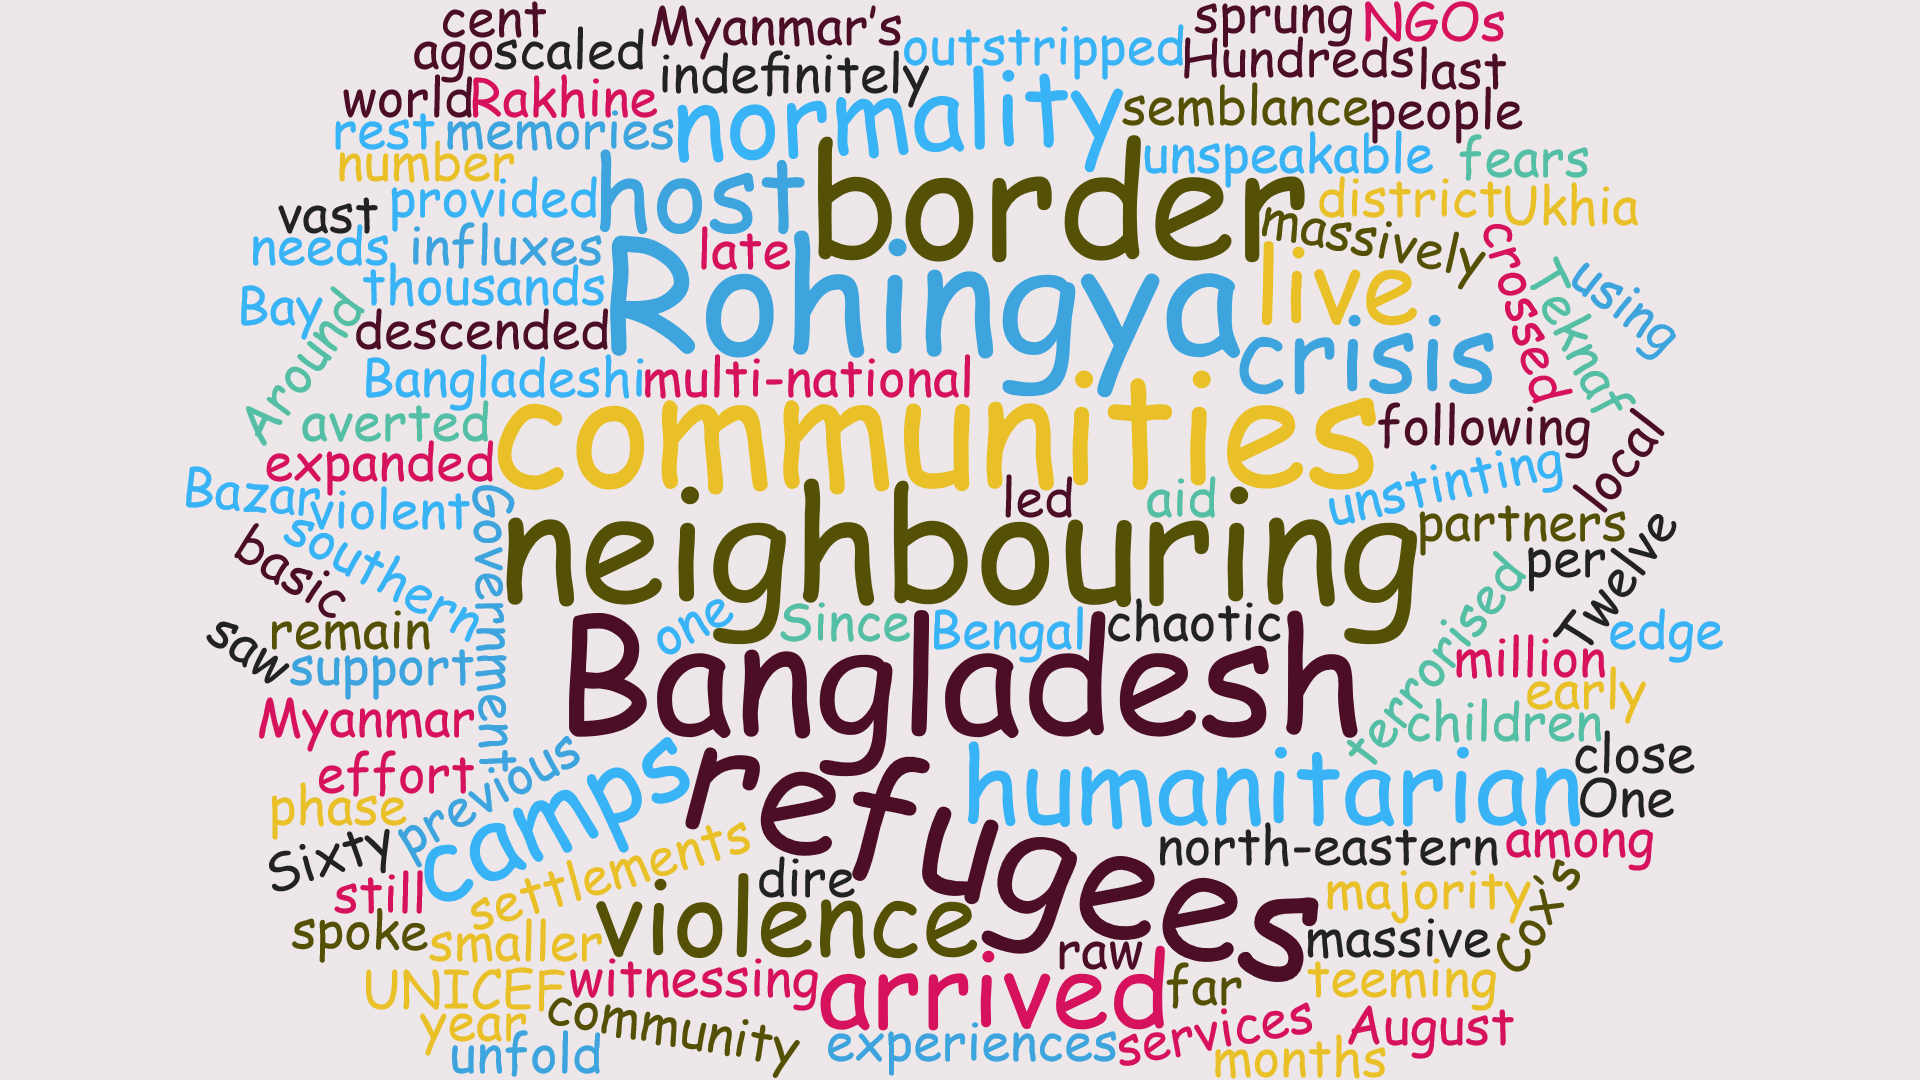 cent Myanmar's sprung NGOs
ago scaled indefinitely outstripped Hundreds last
world Rakhine normality semblance people
rest memories unspeakable fears
number host border
vast provided district Ukhia
needs influxes late massively crossed
Bay thousands Rohingya live Teknaf using
Around descended crisis
Bangladeshi multi-national
averted communities following local
expanded
Bazar violent Government led aid unstinting
southern neighbouring partners
basic per Twelve
saw remain one Since Bengal chaotic terrorised edge
support Bangladesh million
Myanmar early
children
effort previous camps refugees humanitarian close
phase One
Sixty settlements north-eastern among
still dire majority Cox's
spoke smaller violence raw massive
UNICEF witnessing arrived far teeming
year community services August
unfold experiences months